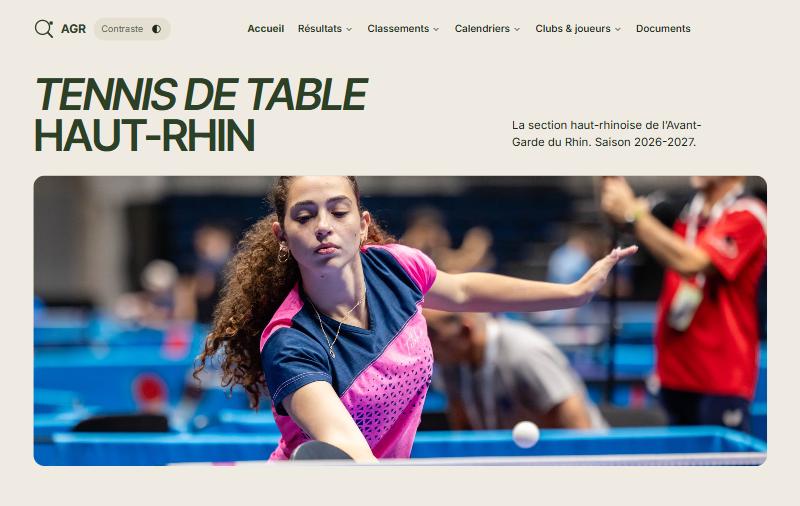 AGR
Contraste
Accueil
Résultats
Classements
Calendriers
Clubs & joueurs
Documents
TENNIS DE TABLE
HAUT-RHIN
La section haut-rhinoise de l'Avant-
Garde du Rhin. Saison 2026-2027.